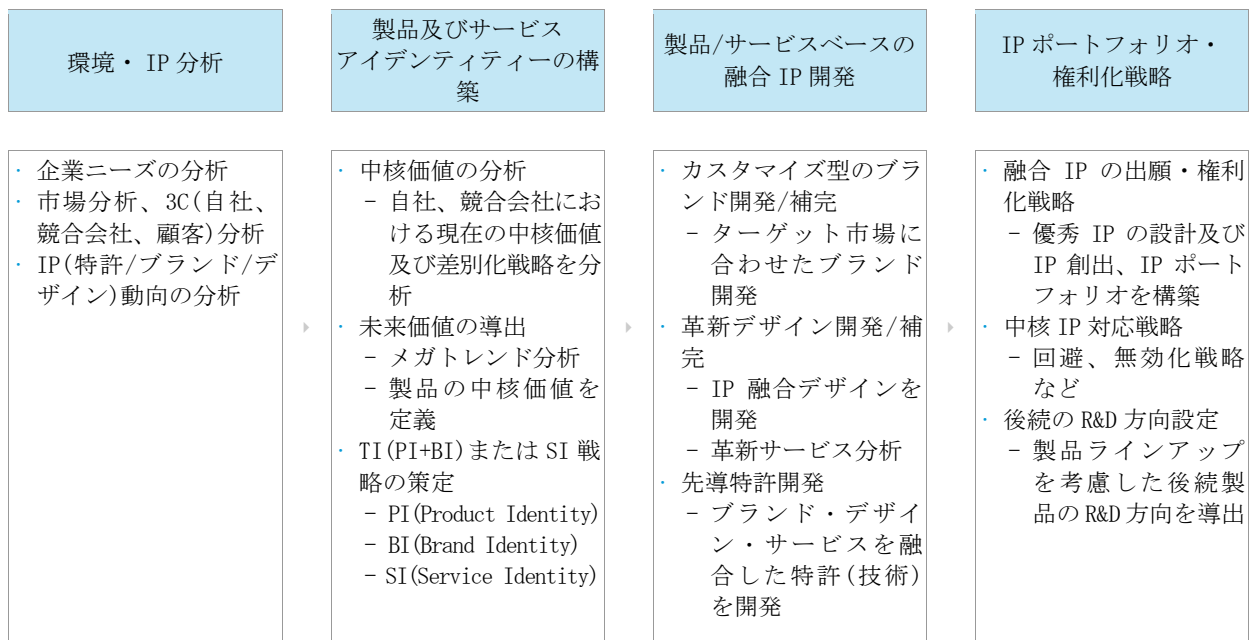 環境・ IP 分析
製品及びサービス
アイデンティティーの構
築
製品/サービスベースの
融合 IP 開発
IP ポートフォリオ・
権利化戦略
· 企業ニーズの分析
· 市場分析、3C(自社、
競合会社、顧客)分析
· IP(特許/ブランド/デ
ザイン)動向の分析
· 中核価値の分析
− 自社、競合会社にお
ける現在の中核価値
及び差別化戦略を分
析
· 未来価値の導出
− メガトレンド分析
− 製品の中核価値を
定義
· TI(PI+BI)または SI 戦
略の策定
− PI(Product Identity)
− BI(Brand Identity)
− SI(Service Identity)
· カスタマイズ型のブラ
ンド開発/補完
− ターゲット市場に
合わせたブランド
開発
· 革新デザイン開発/補
完
− IP 融合デザインを
開発
− 革新サービス分析
· 先導特許開発
− ブランド・デザイ
ン・サービスを融
合した特許(技術)
を開発
· 融合 IP の出願・権利
化戦略
− 優秀 IP の設計及び
IP 創出、IP ポート
フォリオを構築
· 中核 IP 対応戦略
− 回避、無効化戦略
など
· 後続の R&D 方向設定
− 製品ラインアップ
を考慮した後続製
品の R&D 方向を導出